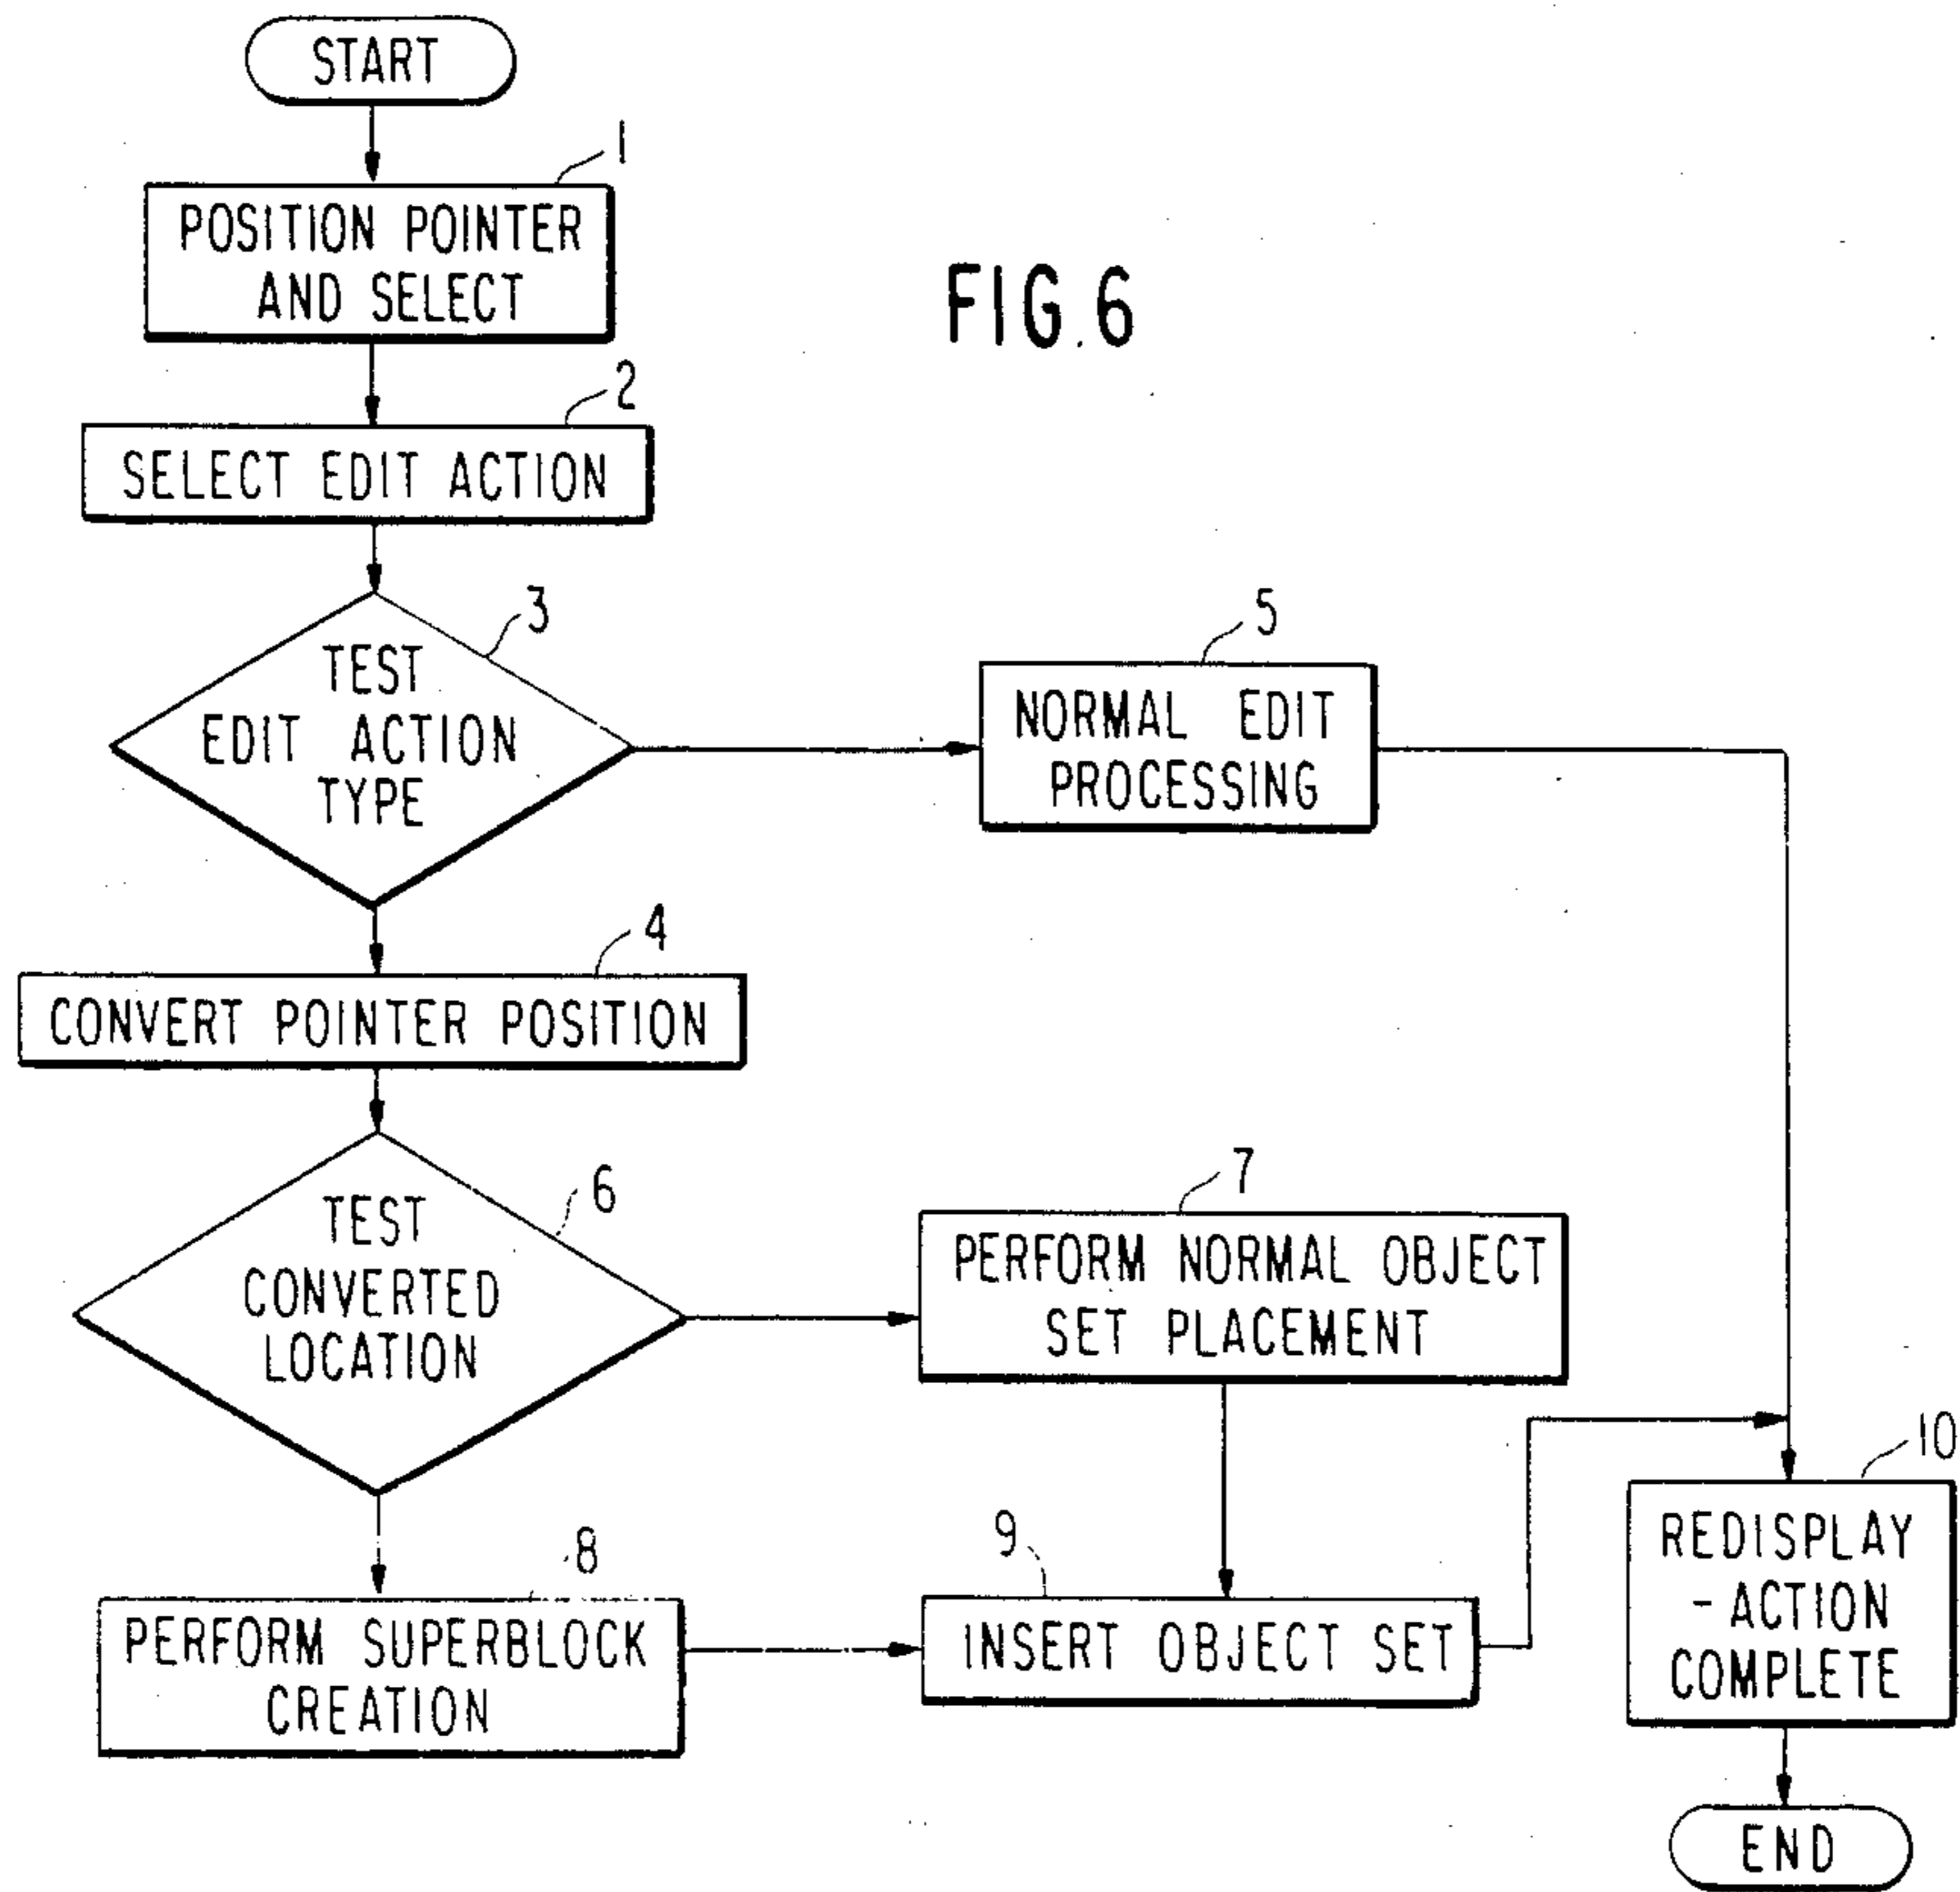 START
1
POSITION POINTER
AND SELECT
FIG.6
2
SELECT EDIT ACTION
3
TEST
EDIT ACTION
TYPE
5
NORMAL EDIT
PROCESSING
4
CONVERT POINTER POSITION
6
TEST
CONVERTED
LOCATION
7
PERFORM NORMAL OBJECT
SET PLACEMENT
8
PERFORM SUPERBLOCK
CREATION
9
INSERT OBJECT SET
10
REDISPLAY
-ACTION
COMPLETE
END